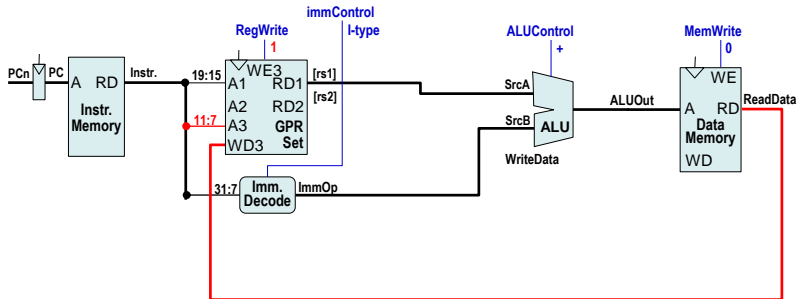 immControl
RegWrite I-type ALUControl MemWrite
1 + 0
PCn PC Instr. 19:15 WE3 [rs1] WE
A RD A1 RD1 SrcA
[rs2]
Instr. Memory
A2 RD2
11:7 A3 GPR Set
WD3
SrcB ALU ALUOut A RD ReadData
Data Memory
WriteData WD
31:7 Imm. Decode ImmOp